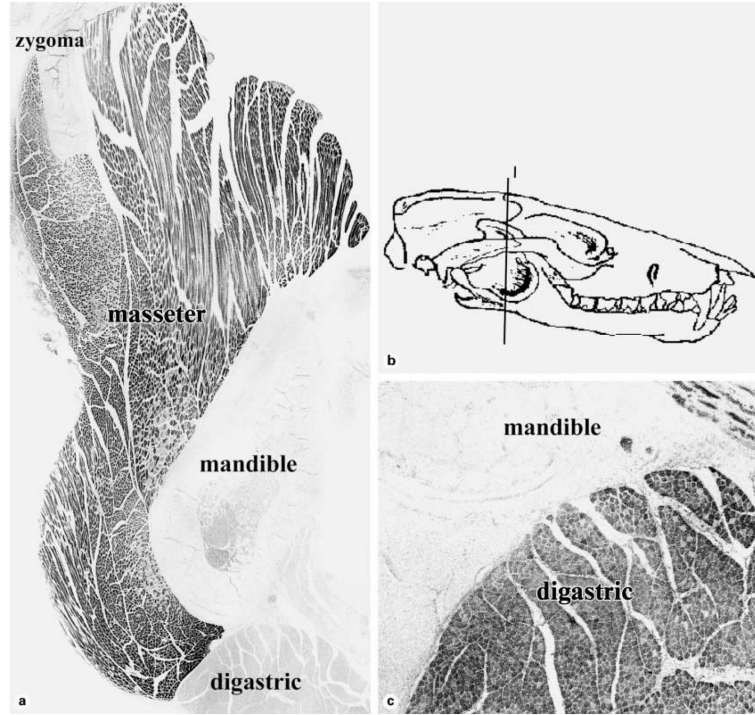 zygoma
masseter
mandible
digastric
a
l
b
mandible
digastric
c